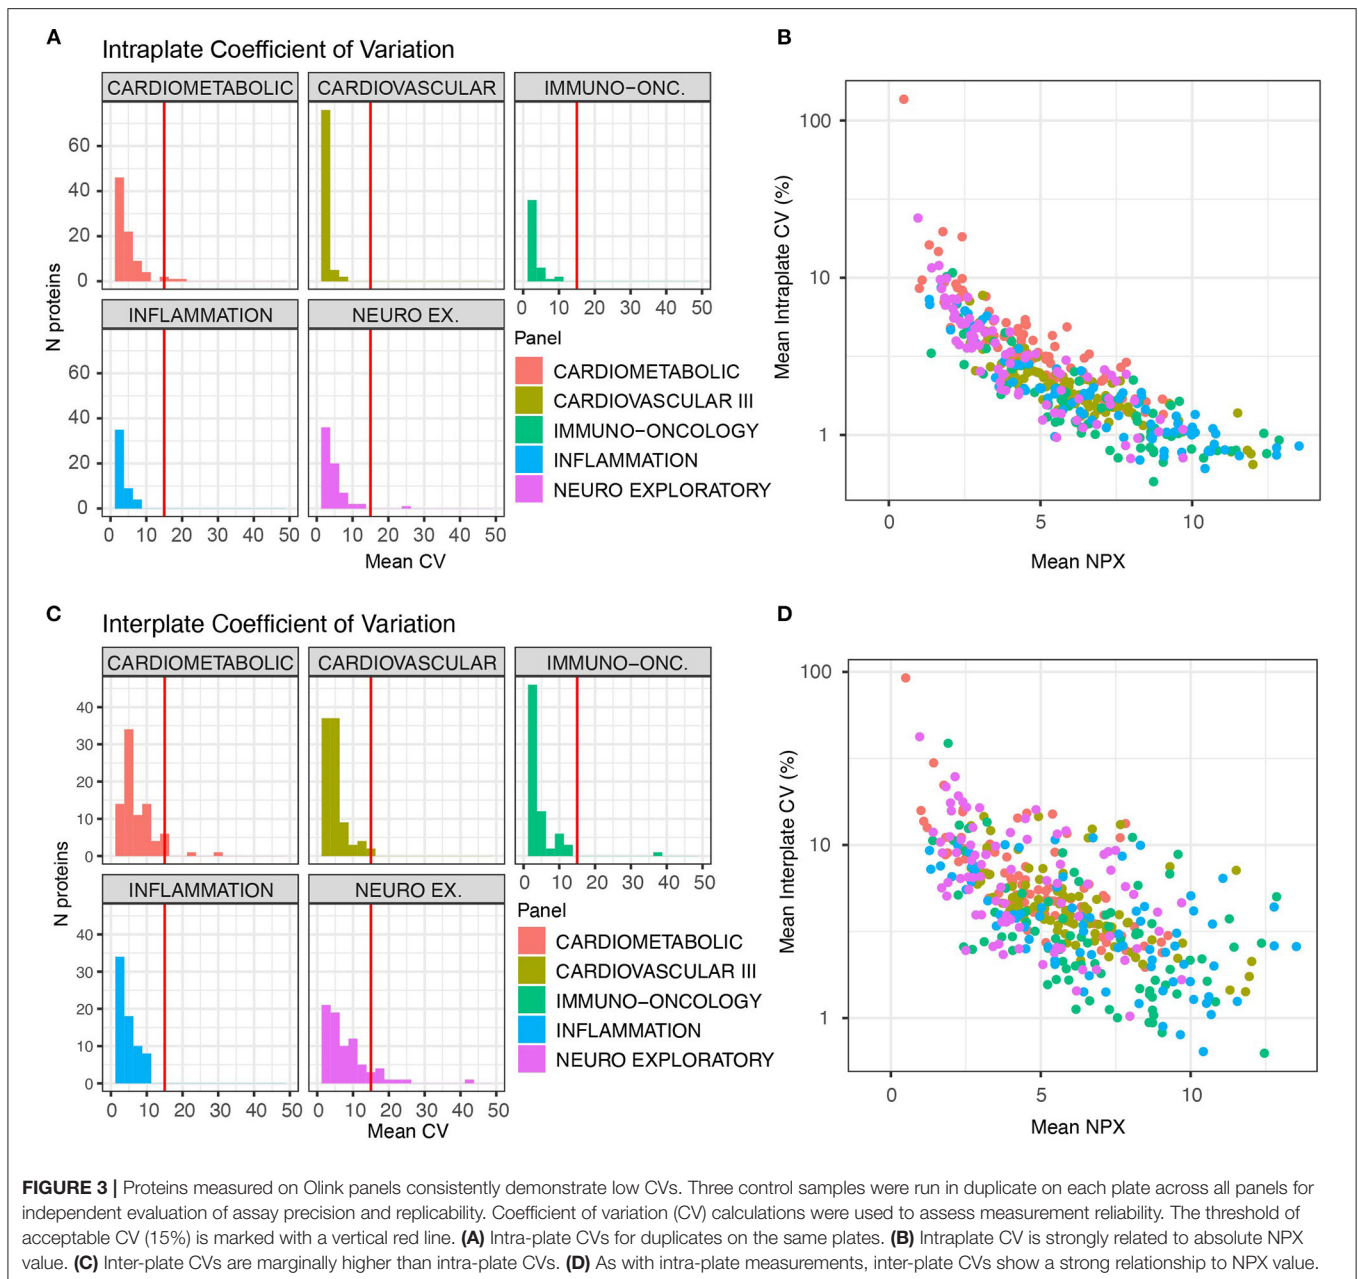 A
Intraplate Coefficient of Variation
CARDIOMETABOLIC
CARDIOVASCULAR
IMMUNO−ONC.
60
40
20
0
0 10 20 30 40 50
INFLAMMATION
NEURO EX.
N proteins
60
40
20
0
0 10 20 30 40 50
0 10 20 30 40 50
Mean CV
Panel
CARDIOMETABOLIC
CARDIOVASCULAR III
IMMUNO−ONCOLOGY
INFLAMMATION
NEURO EXPLORATORY
B
Mean Intraplate CV (%)
100
10
1
0 5 10
Mean NPX
C
Interplate Coefficient of Variation
CARDIOMETABOLIC
CARDIOVASCULAR
IMMUNO−ONC.
40
30
20
10
0
0 10 20 30 40 50
INFLAMMATION
NEURO EX.
N proteins
40
30
20
10
0
0 10 20 30 40 50
0 10 20 30 40 50
Mean CV
Panel
CARDIOMETABOLIC
CARDIOVASCULAR III
IMMUNO−ONCOLOGY
INFLAMMATION
NEURO EXPLORATORY
D
Mean Interplate CV (%)
100
10
1
0 5 10
Mean NPX
FIGURE 3 | Proteins measured on Olink panels consistently demonstrate low CVs. Three control samples were run in duplicate on each plate across all panels for
independent evaluation of assay precision and replicability. Coefficient of variation (CV) calculations were used to assess measurement reliability. The threshold of
acceptable CV (15%) is marked with a vertical red line. (A) Intra-plate CVs for duplicates on the same plates. (B) Intraplate CV is strongly related to absolute NPX
value. (C) Inter-plate CVs are marginally higher than intra-plate CVs. (D) As with intra-plate measurements, inter-plate CVs show a strong relationship to NPX value.